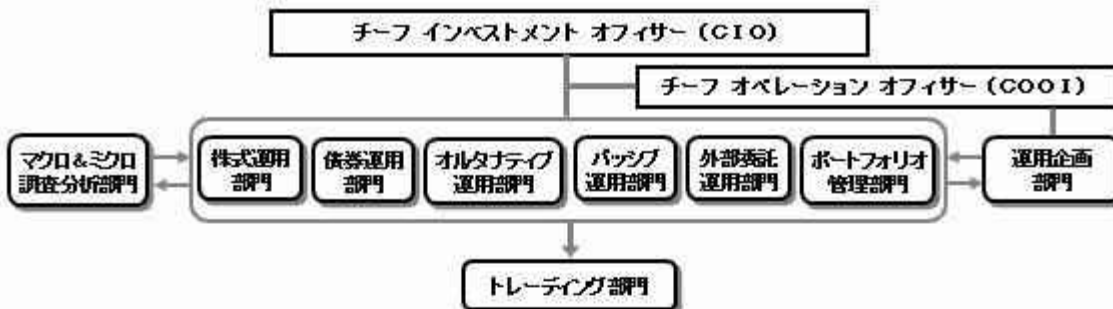 チーフ インベストメント オフィサー (CIO)
チーフ オペレーション オフィサー (COOI)
マクロ&ミクロ
調査分析部門
株式運用
部門
債券運用
部門
オルタナティブ
運用部門
パッシブ
運用部門
外部委託
運用部門
ポートフォリオ
管理部門
運用企画
部門
トレーディング部門